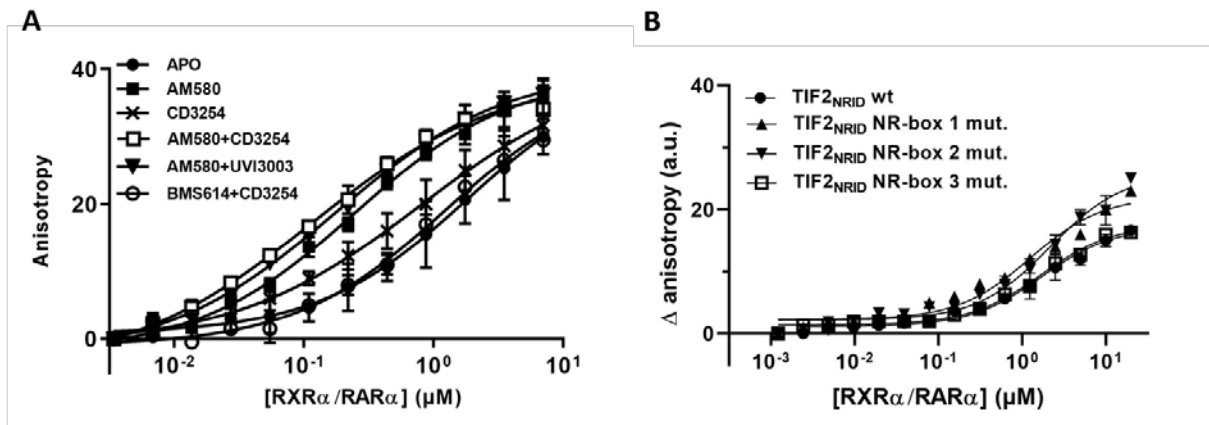 A
Anisotropy
40
20
0
APO
AM580
CD3254
AM580+CD3254
AM580+UVI3003
BMS614+CD3254
10⁻² 10⁻¹ 10⁰ 10¹
[RXRα/RARα] (µM)
B
Δ anisotropy (a.u.)
40
20
0
TIF2NRID wt
TIF2NRID NR-box 1 mut.
TIF2NRID NR-box 2 mut.
TIF2NRID NR-box 3 mut.
10⁻³ 10⁻² 10⁻¹ 10⁰ 10¹
[RXRα/RARα] (µM)